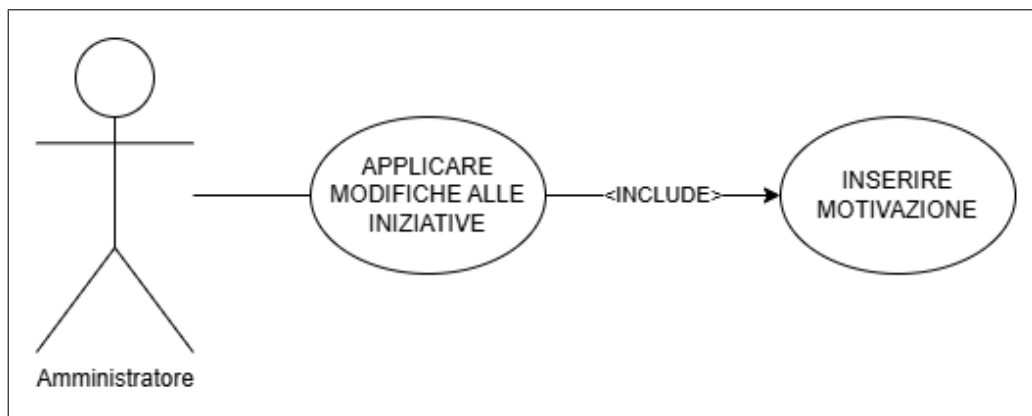 APPLICARE
MODIFICHE ALLE
INIZIATIVE
<INCLUDE>
INSERIRE
MOTIVAZIONE
Amministratore